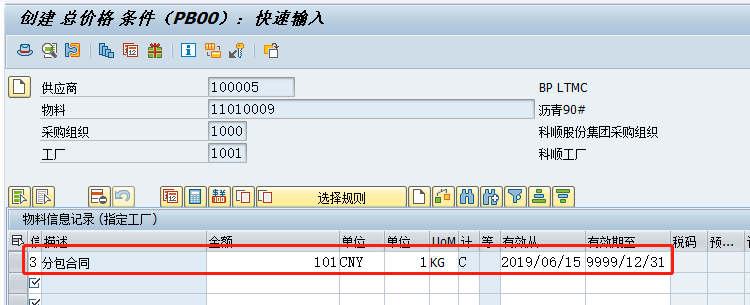 创建 总价格 条件 (PB00) : 快速输入
供应商 100005 BP LTMC
物料 11010009 沥青90#
采购组织 1000 科顺股份集团采购组织
工厂 1001 科顺工厂
选择规则
物料信息记录 (指定工厂)
信 描述 金额 单位 单位 UoM 计 等 有效从 有效期至 税码 预...
3 分包合同 101 CNY 1 KG C 2019/06/15 9999/12/31